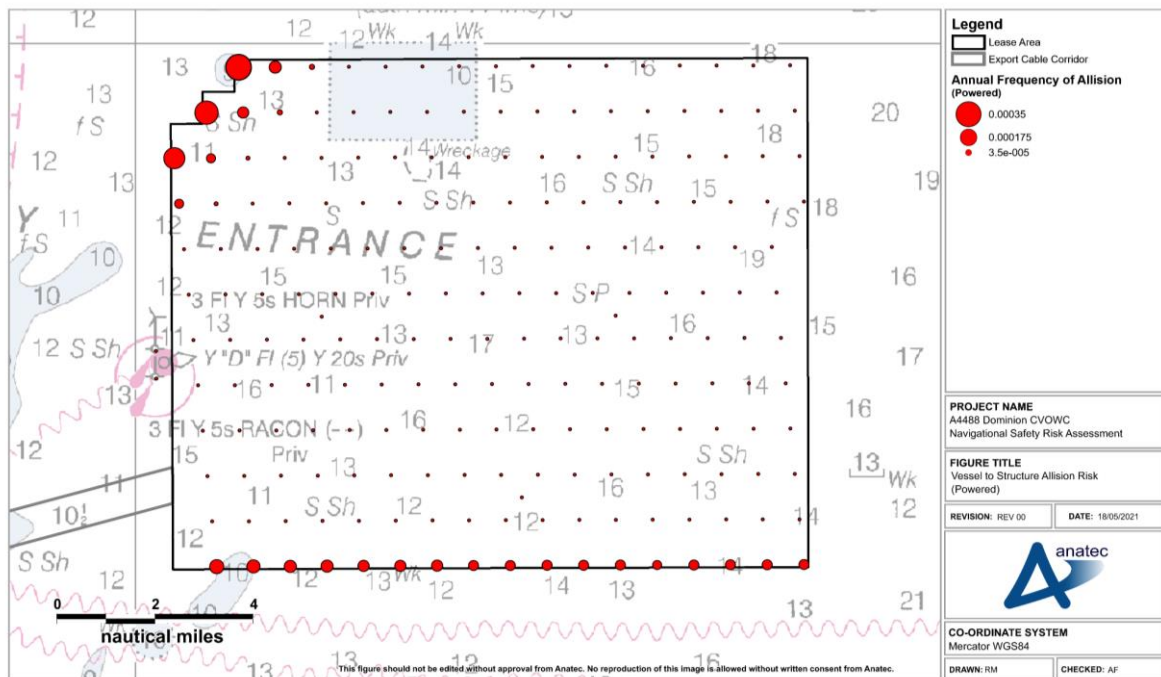 12
13
12 Wk
14 Wk
18
13
10
15
16
13
13
S Sh
f S
20
15
18
12
11
13
14 Wreckage
14
13
16
S Sh
15
19
S Sh
S
f S
18
Y
11
f S
12
ENTRANCE
10
13
14
19
15
15
16
10
12
3 Fl Y 5s HORN Priv
S P
15
11
13
13
17
13
16
12
S Sh
Y "D" Fl (5) Y 20s Priv
17
13
16
11
15
14
16
12
3 Fl Y 5s RACON (- -)
Priv
16
12
15
13
S Sh
13 Wk
11
11
S Sh
12
16
13
12
10½
12
14
12
S Sh
12
10
12
13 Wk
12
14
13
14
13
21
10
0
2
4
nautical miles
13
12
16
This figure should not be edited without approval from Anatec. No reproduction of this image is allowed without written consent from Anatec.
Legend
Lease Area
Export Cable Corridor
Annual Frequency of Allision
(Powered)
0.00035
0.000175
3.5e-005
PROJECT NAME
A4488 Dominion CVOWC
Navigational Safety Risk Assessment
FIGURE TITLE
Vessel to Structure Allision Risk
(Powered)
REVISION: REV 00
DATE: 18/05/2021
anatec
CO-ORDINATE SYSTEM
Mercator WGS84
DRAWN: RM
CHECKED: AF